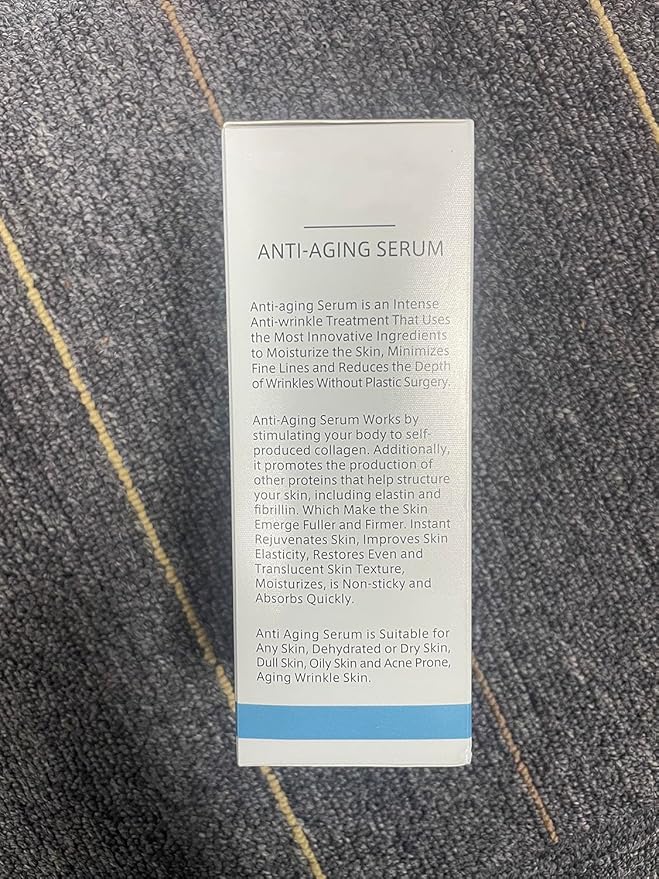 ANTI-AGING SERUM
Anti-aging Serum is an Intense
Anti-wrinkle Treatment That Uses
the Most Innovative Ingredients
to Moisturize the Skin, Minimizes
Fine Lines and Reduces the Depth
of Wrinkles Without Plastic Surgery.
Anti-Aging Serum Works by
stimulating your body to self-
produced collagen. Additionally,
it promotes the production of
other proteins that help structure
your skin, including elastin and
fibrillin. Which Make the Skin
Emerge Fuller and Firmer. Instant
Rejuvenates Skin, Improves Skin
Elasticity, Restores Even and
Translucent Skin Texture,
Moisturizes, is Non-sticky and
Absorbs Quickly.
Anti Aging Serum is Suitable for
Any Skin, Dehydrated or Dry Skin,
Dull Skin, Oily Skin and Acne Prone,
Aging Wrinkle Skin.